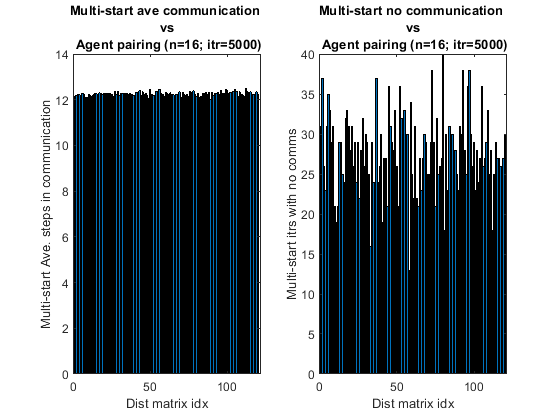 Multi-start ave communication
vs
Agent pairing (n=16; itr=5000)
14
12
10
8
6
4
2
0
Multi-start Ave. steps in communication
0
50
100
Dist matrix idx
Multi-start no communication
vs
Agent pairing (n=16; itr=5000)
40
35
30
25
20
15
10
5
0
Multi-start itrs with no comms
0
50
100
Dist matrix idx